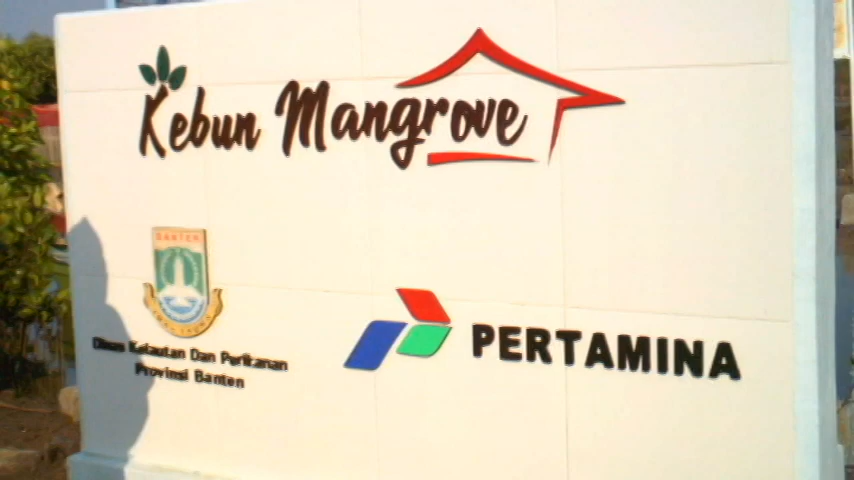 Kebun Mangrove
BANTEN
Dinas Kelautan Dan Perikanan
Provinsi Banten
PERTAMINA